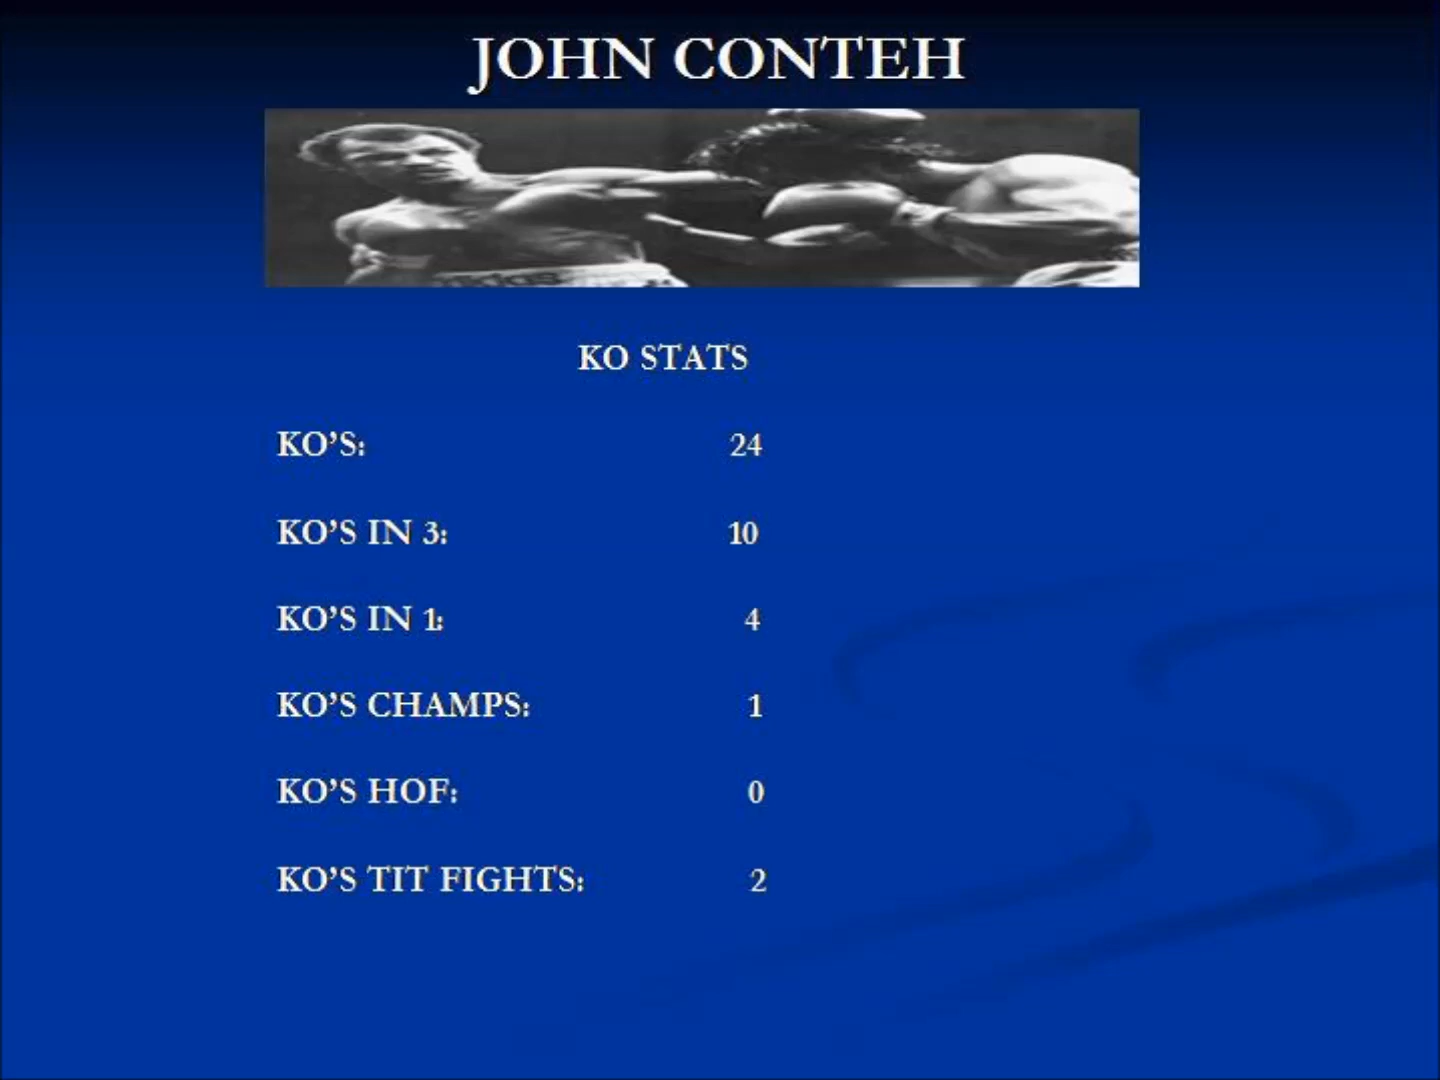 JOHN CONTEH
KO STATS
KO'S: 24
KO'S IN 3: 10
KO'S IN 1: 4
KO'S CHAMPS: 1
KO'S HOF: 0
KO'S TIT FIGHTS: 2